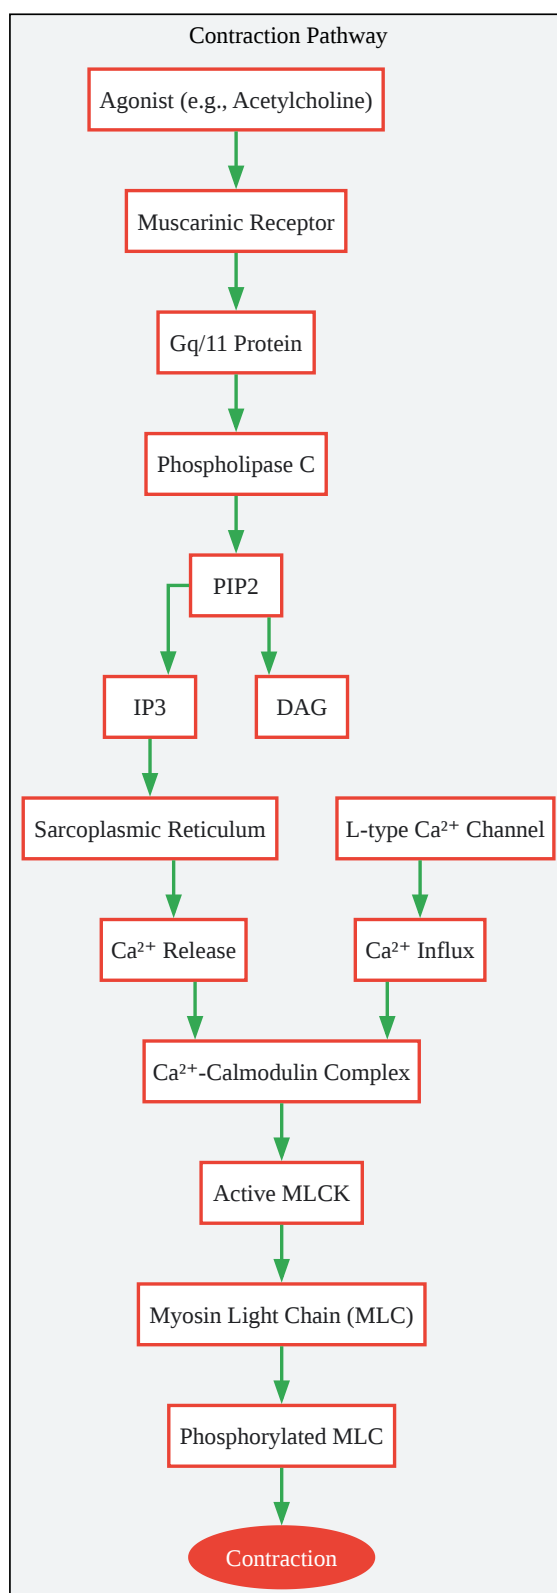 Contraction Pathway
Agonist (e.g., Acetylcholine)
Muscarinic Receptor
Gq/11 Protein
Phospholipase C
PIP2
IP3
DAG
Sarcoplasmic Reticulum
L-type Ca²⁺ Channel
Ca²⁺ Release
Ca²⁺ Influx
Ca²⁺-Calmodulin Complex
Active MLCK
Myosin Light Chain (MLC)
Phosphorylated MLC
Contraction